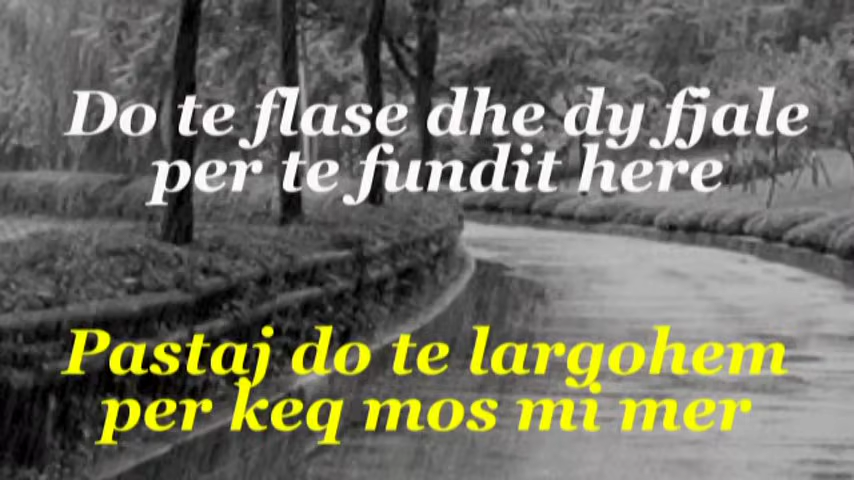 Do te flase dhe dy fjale
per te fundit here
Pastaj do te largohem
per keq mos mi mer